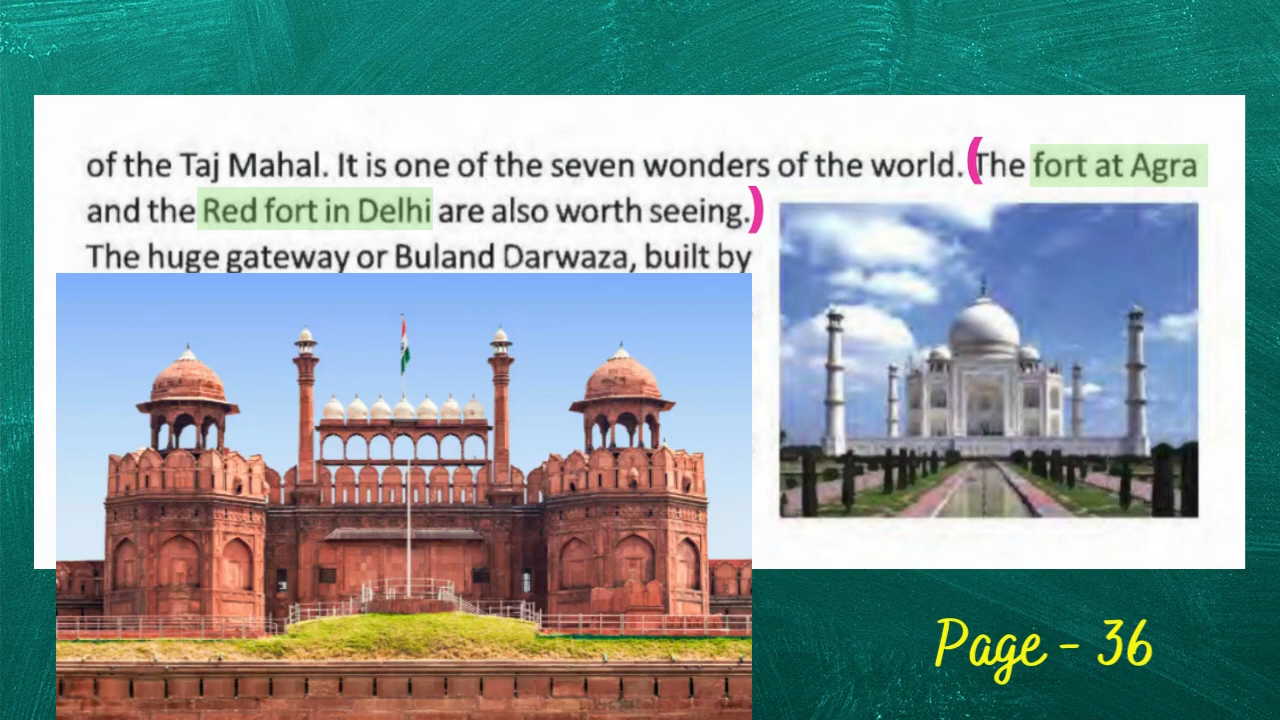 of the Taj Mahal. It is one of the seven wonders of the world. (The fort at Agra
and the Red fort in Delhi are also worth seeing.)
The huge gateway or Buland Darwaza, built by
Page - 36